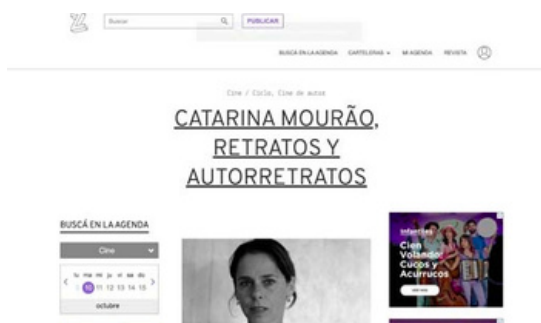 Buscar
PUBLICAR
BUSCÁ EN LA AGENDA
CARTELERAS
MI AGENDA
REVISTA
Cine / Ciclo, Cine de autor
CATARINA MOURÃO,
RETRATOS Y
AUTORRETRATOS
BUSCÁ EN LA AGENDA
Cine
lu ma mi ju vi sa do
10 11 12 13 14 15
octubre
Infantiles
Cien
Volando:
Cucos y
Acurrucos